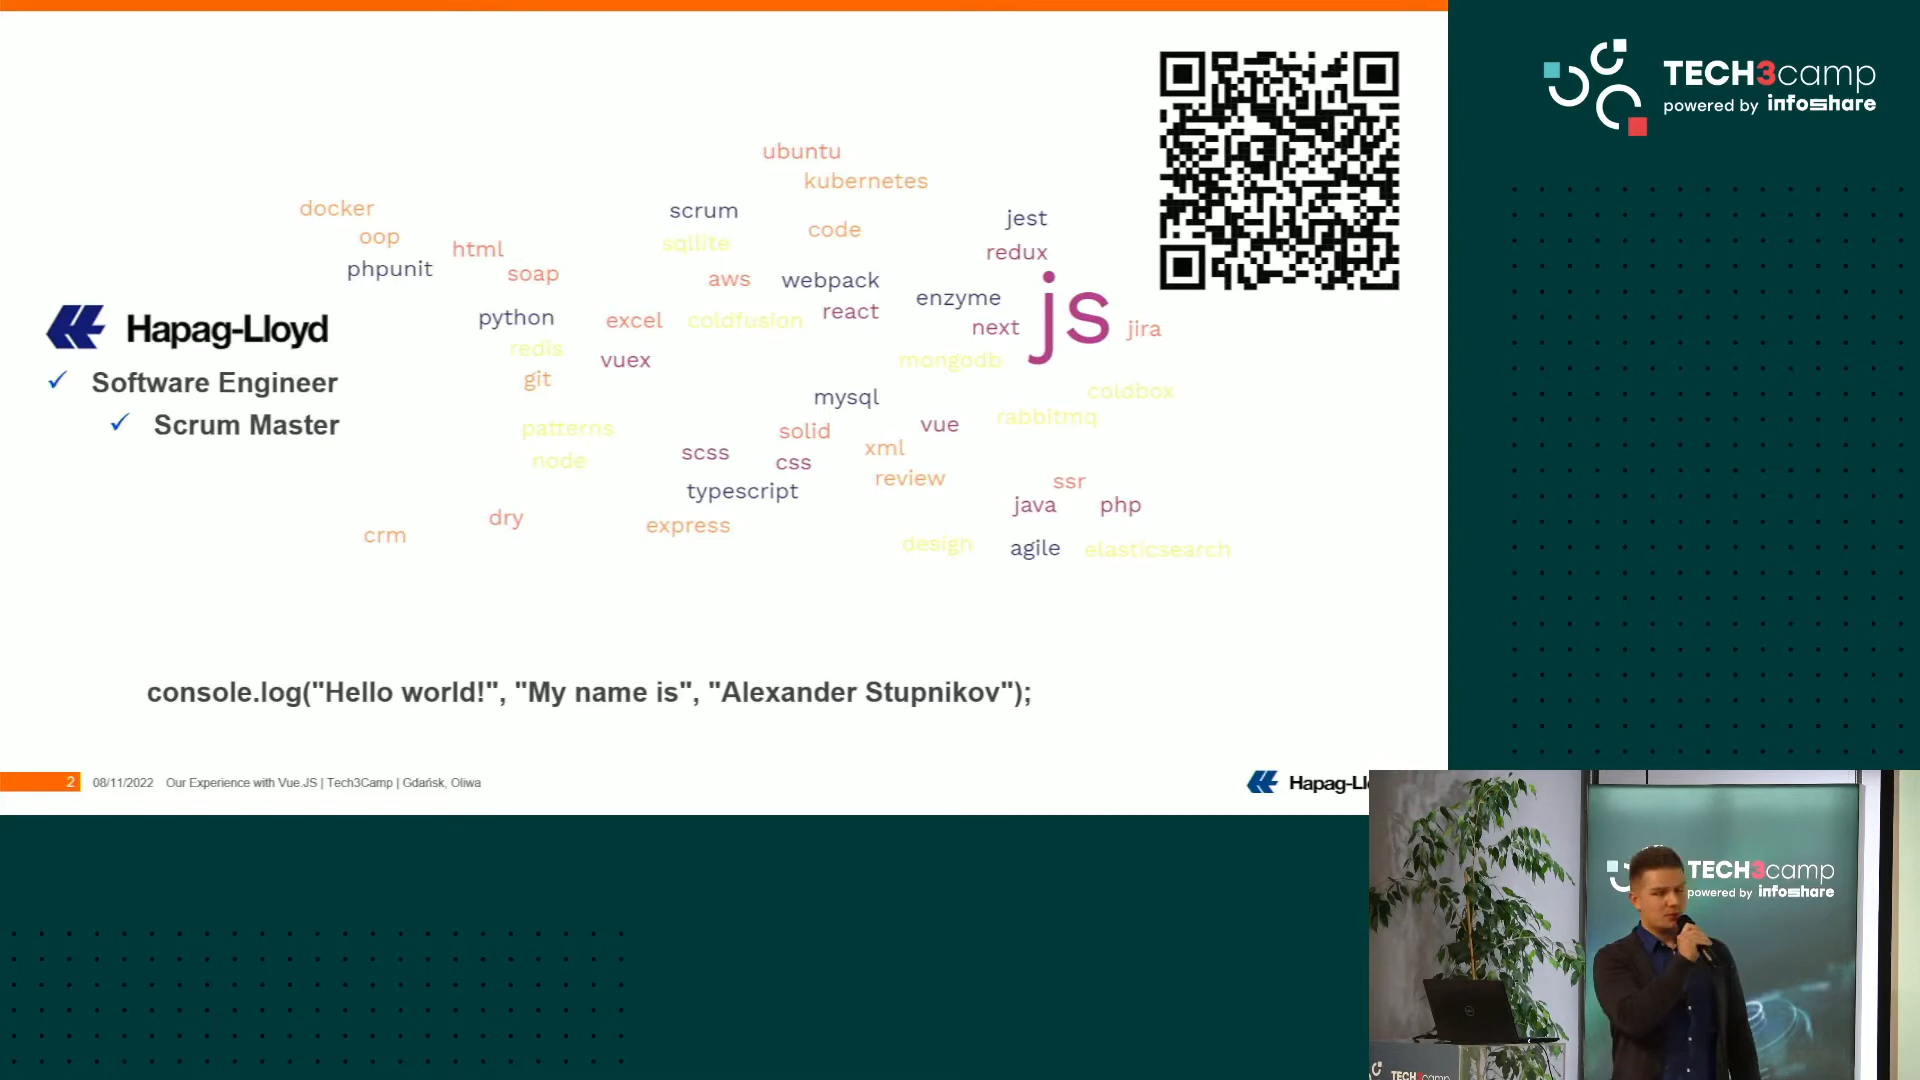 TECH3camp
powered by infoshare
ubuntu
kubernetes
docker
scrum
jest
oop
code
html
sqllite
redux
phpunit
soap
aws
webpack
enzyme
js
python
excel
coldfusion
react
next
jira
Hapag-Lloyd
redis
vuex
mongodb
git
Software Engineer
mysql
coldbox
Scrum Master
patterns
solid
vue
rabbitmq
node
scss
css
xml
typescript
review
ssr
java
php
crm
dry
express
design
agile
elasticsearch
console.log("Hello world!", "My name is", "Alexander Stupnikov");
2 08/11/2022 Our Experience with Vue.JS | Tech3Camp | Gdańsk, Oliwa
Hapag-Ll
TECH3camp
powered by infoshare
TECH3camp